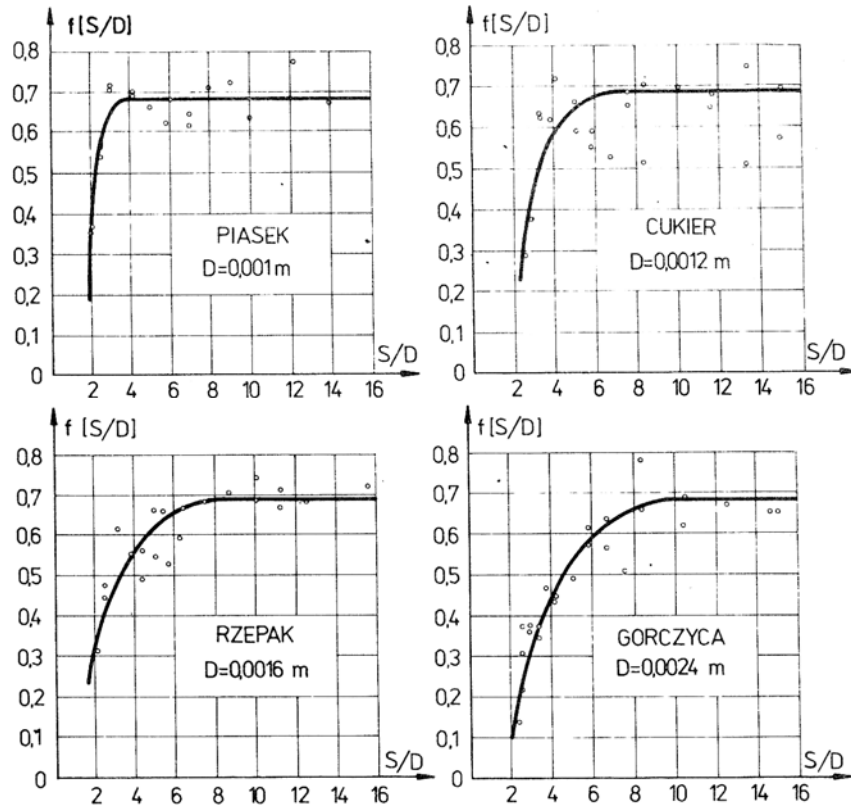 f[S/D]
0,8
0,7
0,6
0,5
0,4
0,3
0,2
0,1
0
PIASEK
D=0,001 m
S/D
2 4 6 8 10 12 14 16
f[S/D]
0,8
0,7
0,6
0,5
0,4
0,3
0,2
0,1
0
CUKIER
D=0,0012 m
S/D
2 4 6 8 10 12 14 16
f [S/D]
0,8
0,7
0,6
0,5
0,4
0,3
0,2
0,1
0
RZEPAK
D=0,0016 m
S/D
2 4 6 8 10 12 14 16
f[S/D]
0,8
0,7
0,6
0,5
0,4
0,3
0,2
0,1
0
GORCZYCA
D=0,0024 m
S/D
2 4 6 8 10 12 14 16